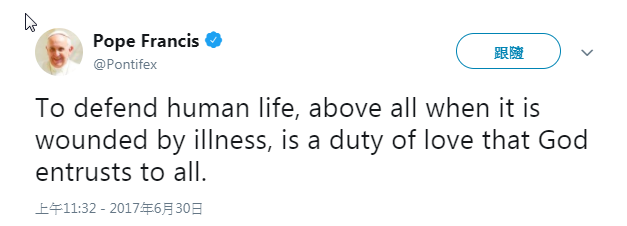 Pope Francis
@Pontifex
跟隨
To defend human life, above all when it is
wounded by illness, is a duty of love that God
entrusts to all.
上午11:32 - 2017年6月30日